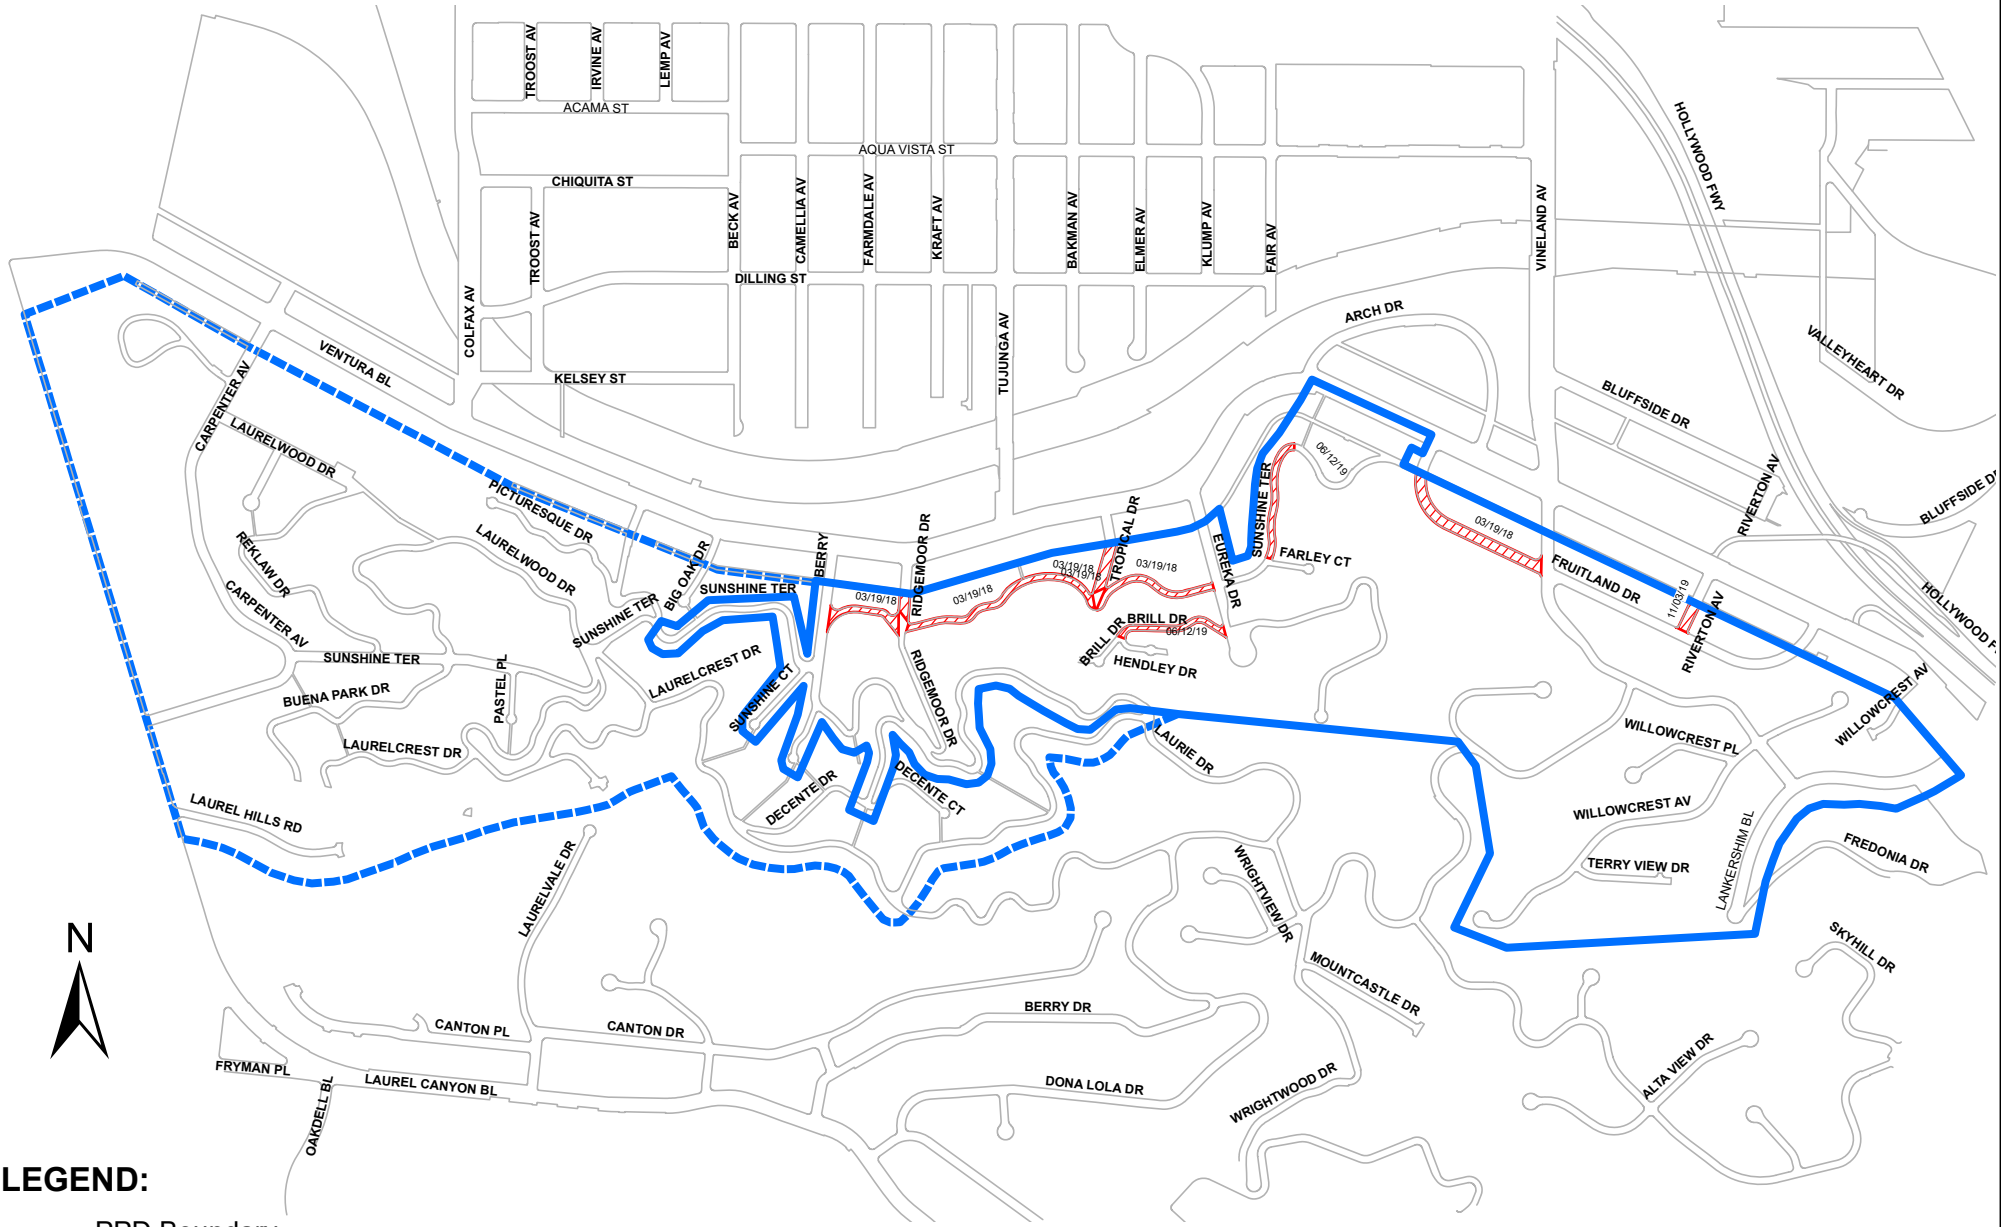 TROOST AV
IRVINE AV
LEMP AV
ACAMA ST
AQUA VISTA ST
CHIQUITA ST
HOLLYWOOD FWY
TROOST AV
BECK AV
CAMELLIA AV
FARMDALE AV
KRAFT AV
BAKMAN AV
ELMER AV
KLUMP AV
FAIR AV
VINELAND AV
DILLING ST
COLFAX AV
TUJUNGA AV
ARCH DR
VENTURA BL
KELSEY ST
VALLEYHEART DR
BLUFFSIDE DR
CARPENTER AV
LAURELWOOD DR
06/12/19
RIVERTON AV
BLUFFSIDE DR
PICTURESQUE DR
SUNSHINE TER
TROPICAL DR
03/19/18
LAURELWOOD DR
REKLAW DR
BIG OAK DR
BERRY
RIDGEMOOR DR
EUREKA DR
FARLEY CT
03/19/18
03/19/18
03/19/18
FRUITLAND DR
SUNSHINE TER
03/19/18
03/19/18
11/03/19
RIVERTON AV
HOLLYWOOD F
CARPENTER AV
SUNSHINE TER
BRILL DR
BRILL DR
06/12/19
SUNSHINE TER
HENDLEY DR
LAURELCREST DR
PASTEL PL
BUENA PARK DR
SUNSHINE CT
RIDGEMOOR DR
WILLOWCREST AV
LAURELCREST DR
LAURIE DR
WILLOWCREST PL
DECENTE DR
DECENTE CT
LAUREL HILLS RD
WILLOWCREST AV
LANKERSHIM BL
FREDONIA DR
TERRY VIEW DR
LAURELVALE DR
WRIGHTVIEW DR
SKYHILL DR
N
MOUNTCASTLE DR
BERRY DR
CANTON PL
CANTON DR
FRYMAN PL
LAUREL CANYON BL
OAKDELL BL
DONA LOLA DR
WRIGHTWOOD DR
ALTA VIEW DR
LEGEND:
RPD Boundary